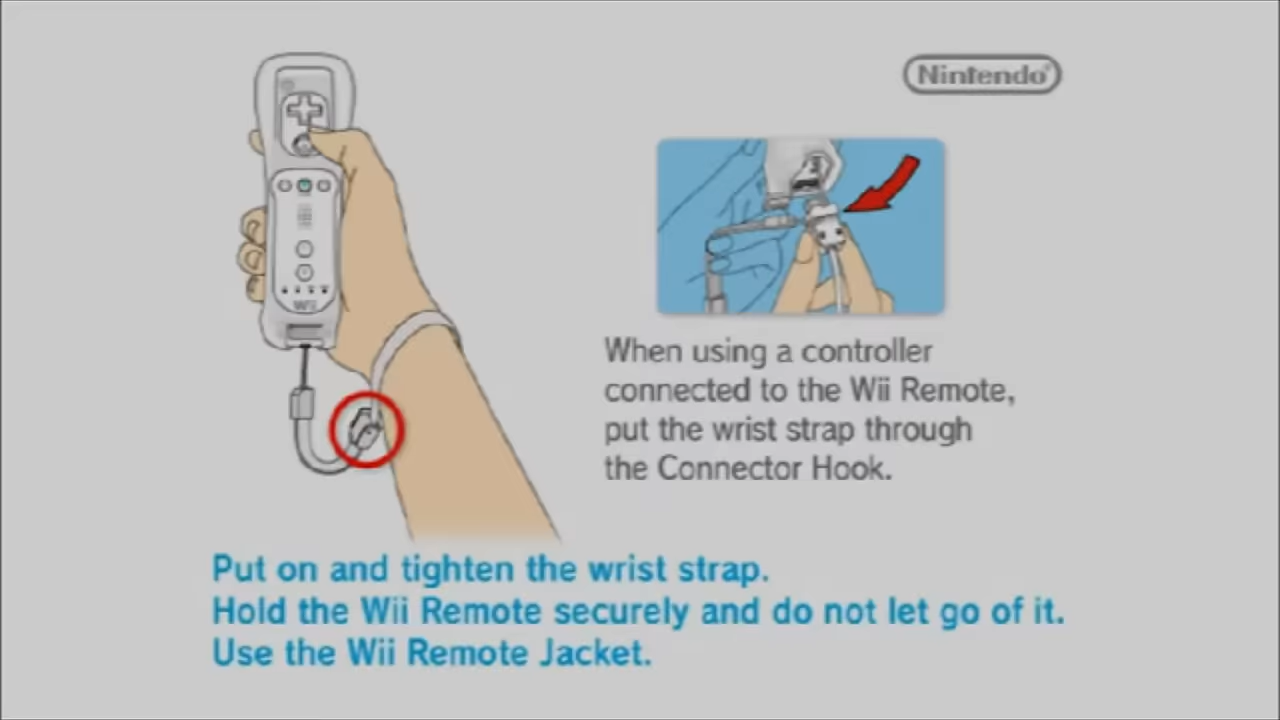 Nintendo
When using a controller
connected to the Wii Remote,
put the wrist strap through
the Connector Hook.
Wii
Put on and tighten the wrist strap.
Hold the Wii Remote securely and do not let go of it.
Use the Wii Remote Jacket.